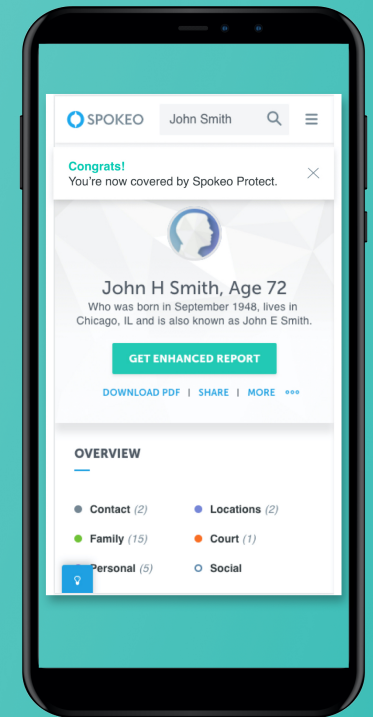 SPOKEO
John Smith
Congrats!
You're now covered by Spokeo Protect.
John H Smith, Age 72
Who was born in September 1948, lives in
Chicago, IL and is also known as John E Smith.
GET ENHANCED REPORT
DOWNLOAD PDF | SHARE | MORE
OVERVIEW
Contact (2) Locations (2)
Family (15) Court (1)
Personal (5) Social